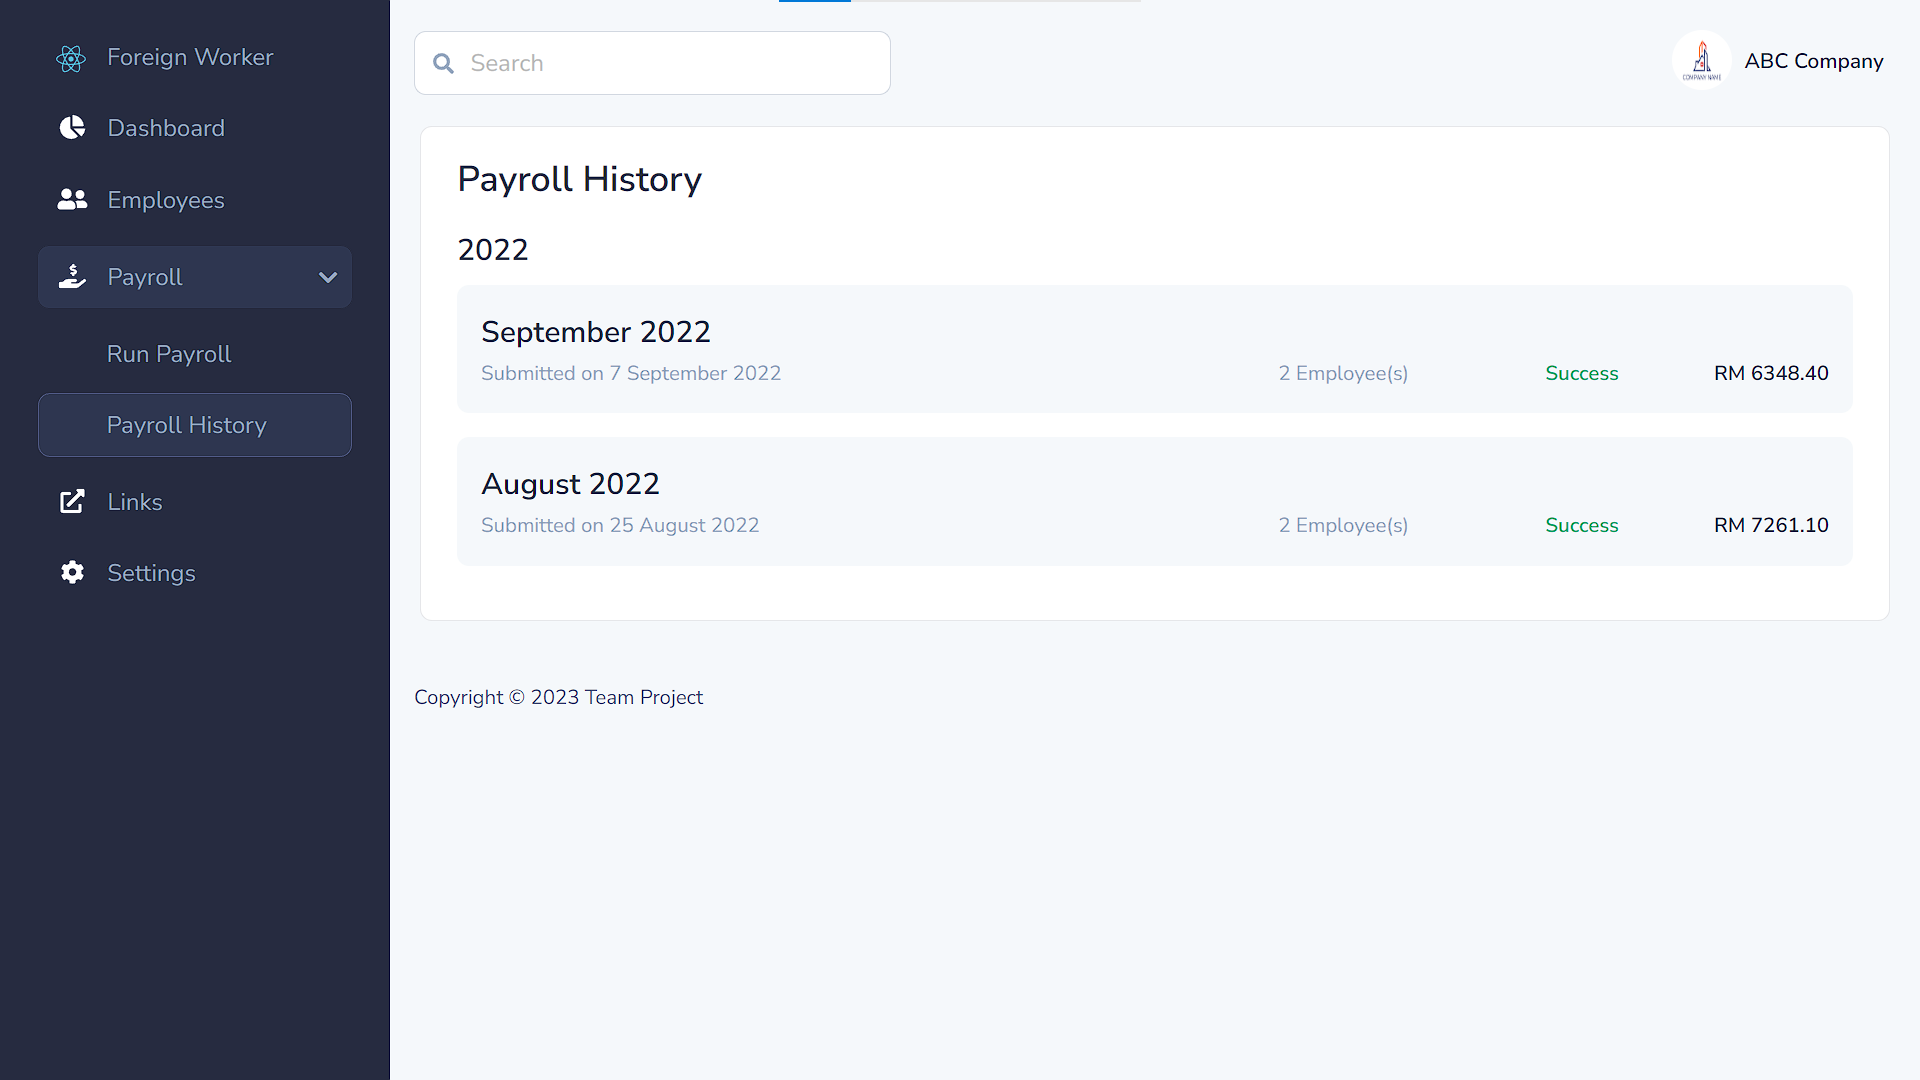 Foreign Worker
Dashboard
Employees
Payroll
Run Payroll
Payroll History
Links
Settings
Search
COMPANY NAME
ABC Company
Payroll History
2022
September 2022
Submitted on 7 September 2022
2 Employee(s)
Success
RM 6348.40
August 2022
Submitted on 25 August 2022
2 Employee(s)
Success
RM 7261.10
Copyright © 2023 Team Project